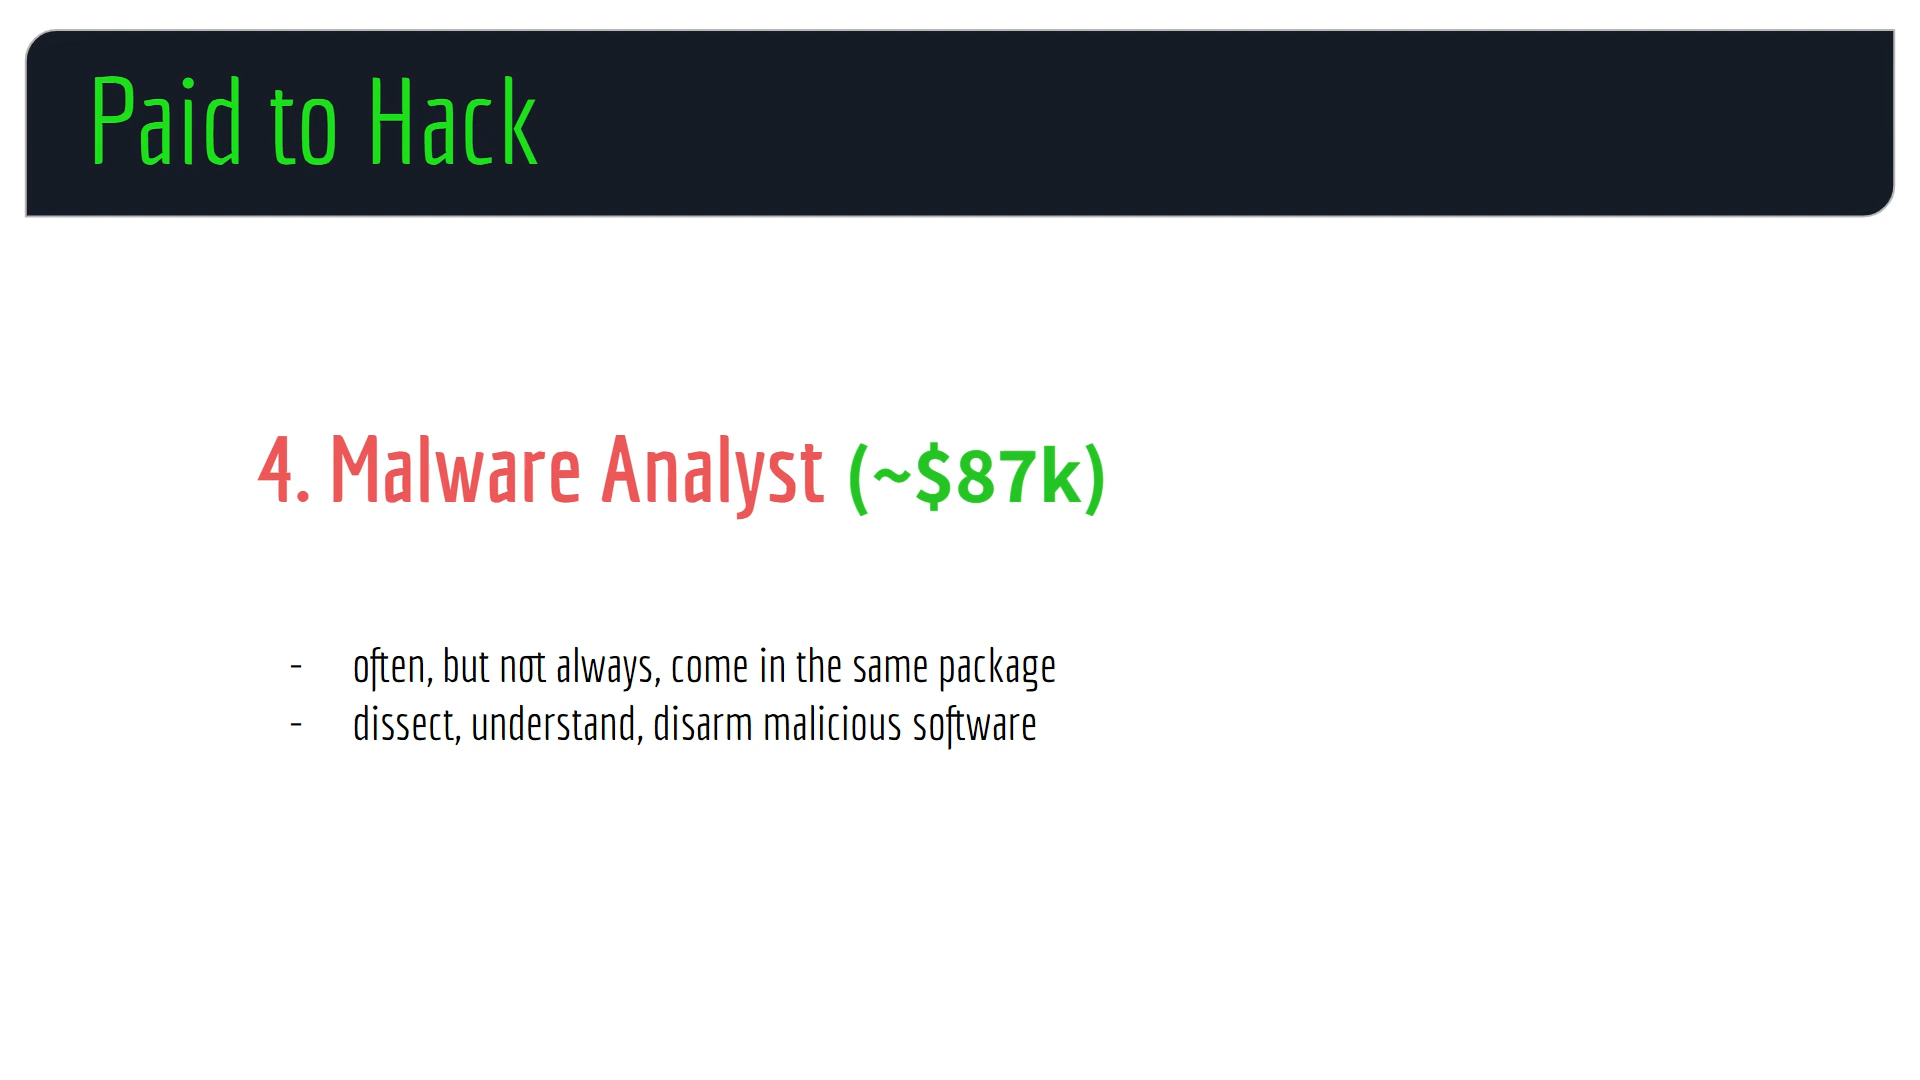 Paid to Hack
4. Malware Analyst (~$87k)
- often, but not always, come in the same package
- dissect, understand, disarm malicious software